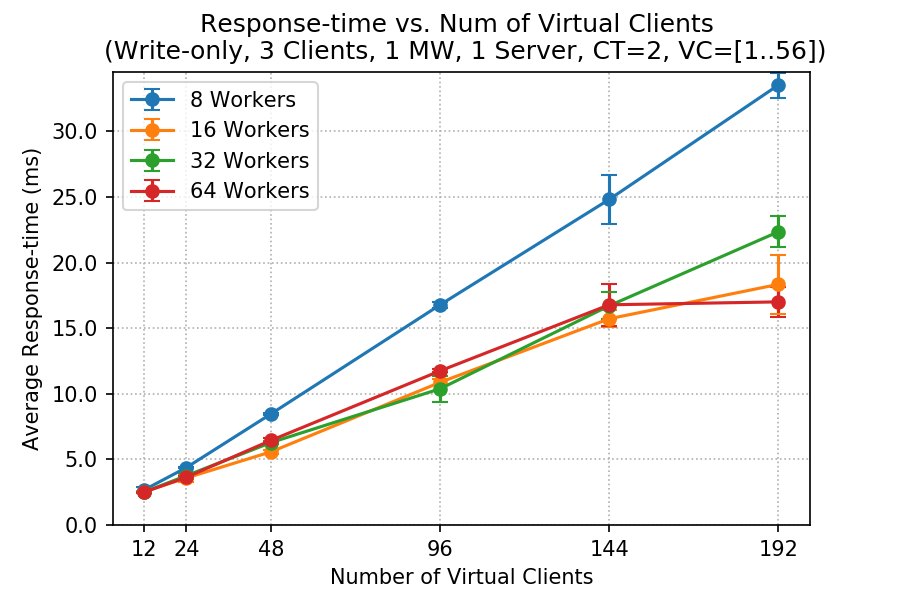 Response-time vs. Num of Virtual Clients
(Write-only, 3 Clients, 1 MW, 1 Server, CT=2, VC=[1..56])
8 Workers
16 Workers
32 Workers
64 Workers
Average Response-time (ms)
30.0
25.0
20.0
15.0
10.0
5.0
0.0
12 24 48 96 144 192
Number of Virtual Clients